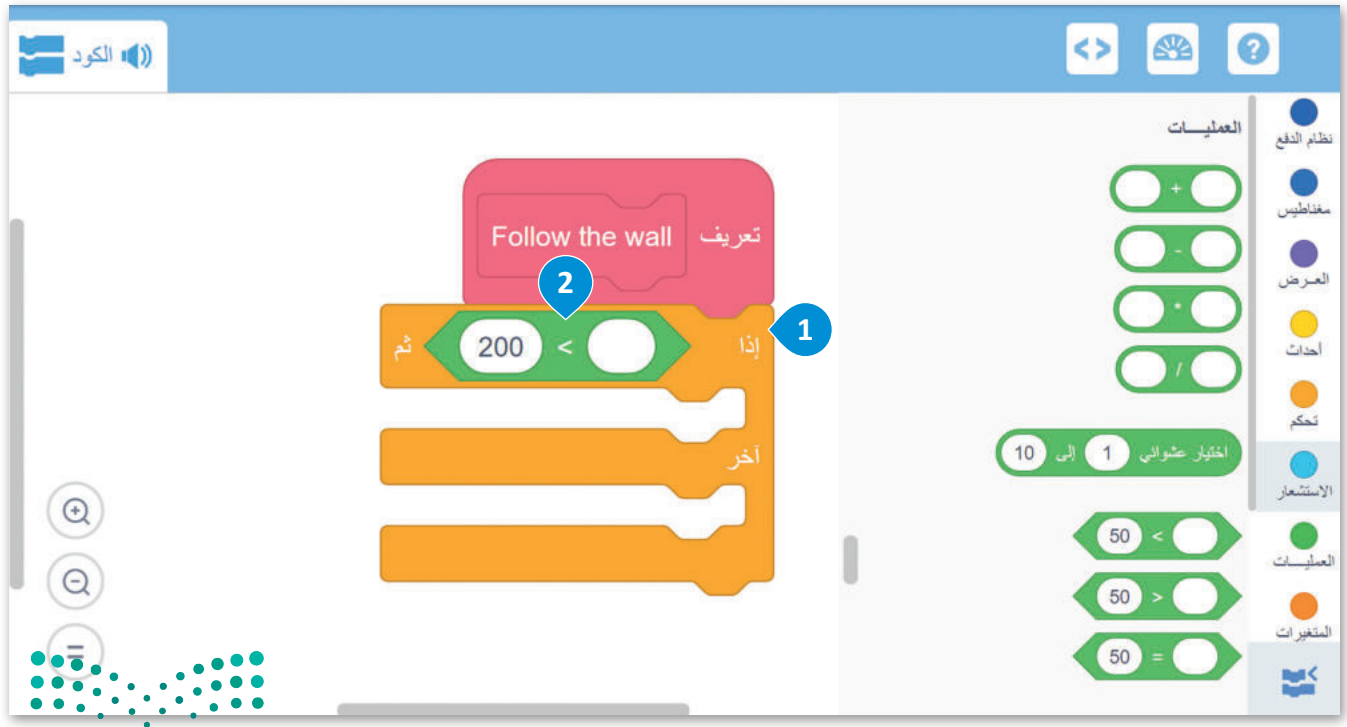 الكود
< >
?
العمليـــات
+
-
*
/
اختيار عشوائي 1 إلى 10
50 <
50 >
50 =
نظام الدفع
مغناطيس
العـرض
أحداث
تحكم
الاستشعار
العمليـــات
المتغيرات
تعريف Follow the wall
2
1
إذا 200 < ثم
آخر